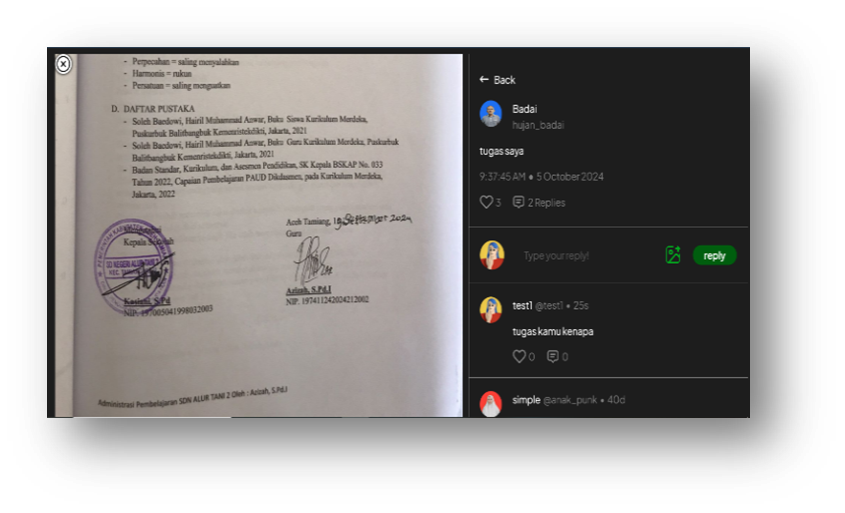 - Perpecahan = saling menyalahkan
- Harmonis = rukun
- Persatuan = saling menguatkan
D. DAFTAR PUSTAKA
- Soleh Baedowi, Hairil Muhammad Anwar, Buku Siswa Kurikulum Merdeka,
Puskurbuk Balitbangbuk Kemenristekdikti, Jakarta, 2021
- Soleh Baedowi, Hairil Muhammad Anwar, Buku Guru Kurikulum Merdeka, Puskurbuk
Balitbangbuk Kemenristekdikti, Jakarta, 2021
- Badan Standar, Kurikulum, dan Asesmen Pendidikan, SK Kepala BSKAP No. 033
Tahun 2022, Capaian Pembelajaran PAUD Dikdasmen, pada Kurikulum Merdeka,
Jakarta, 2022
Kepala Sekolah
Aceh Tamiang, September 2024
Guru
NIP. 197005041998032003
Azizah, S.Pd.I
NIP. 197411242024212002
Administrasi Pembelajaran SDN ALUR TANI 2 Oleh : Azizah, S.Pd.I
← Back
Badai
hujan_badai
tugas saya
9:37:45 AM • 5 October 2024
3 2 Replies
Type your reply!
reply
test1 @test1 • 25s
tugas kamu kenapa
0 0
simple @anak_punk • 40d